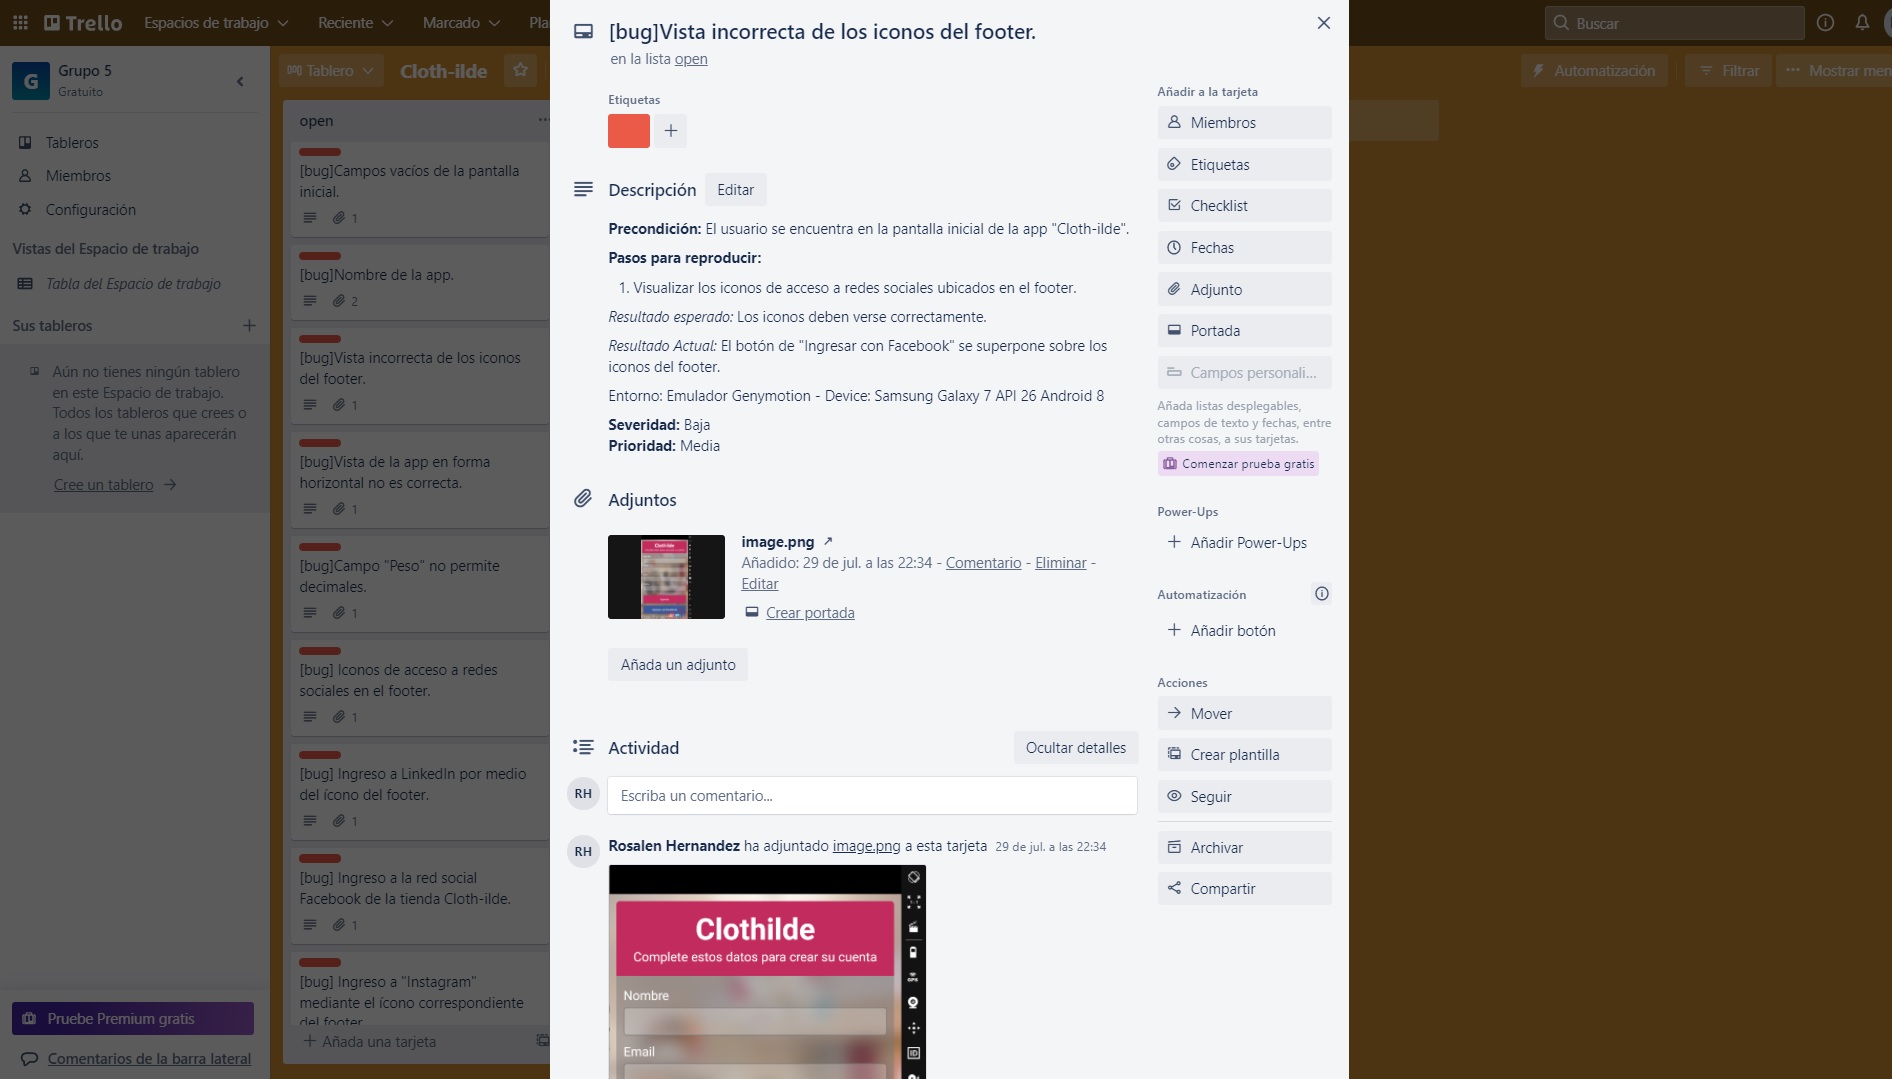 Trello
Espacios de trabajo
Reciente
Marcado
Buscar
Grupo 5
Gratuito
Tableros
Miembros
Configuración
Vistas del Espacio de trabajo
Tabla del Espacio de trabajo
Sus tableros
Aún no tienes ningún tablero
en este Espacio de trabajo.
Todos los tableros que crees o
a los que te unas aparecerán
aquí.
Cree un tablero
Pruebe Premium gratis
Comentarios de la barra lateral
Tablero
Cloth-ilde
Automatización
Filtrar
Mostrar
open
[bug]Campos vacíos de la pantalla
inicial.
1
[bug]Nombre de la app.
2
[bug]Vista incorrecta de los iconos
del footer.
1
[bug]Vista de la app en forma
horizontal no es correcta.
1
[bug]Campo "Peso" no permite
decimales.
1
[bug] Iconos de acceso a redes
sociales en el footer.
1
[bug] Ingreso a LinkedIn por medio
del ícono del footer.
1
[bug] Ingreso a la red social
Facebook de la tienda Cloth-ilde.
1
[bug] Ingreso a "Instagram"
mediante el ícono correspondiente
del footer
Añada una tarjeta
[bug]Vista incorrecta de los iconos del footer.
en la lista open
Etiquetas
Descripción
Editar
Precondición: El usuario se encuentra en la pantalla inicial de la app "Cloth-ilde".
Pasos para reproducir:
1. Visualizar los iconos de acceso a redes sociales ubicados en el footer.
Resultado esperado: Los iconos deben verse correctamente.
Resultado Actual: El botón de "Ingresar con Facebook" se superpone sobre los
iconos del footer.
Entorno: Emulador Genymotion - Device: Samsung Galaxy 7 API 26 Android 8
Severidad: Baja
Prioridad: Media
Adjuntos
Clothilde
image.png
Añadido: 29 de jul. a las 22:34 - Comentario - Eliminar -
Editar
Crear portada
Añada un adjunto
Actividad
Ocultar detalles
RH
Escriba un comentario...
RH
Rosalen Hernandez ha adjuntado image.png a esta tarjeta 29 de jul. a las 22:34
Clothilde
Complete estos datos para crear su cuenta
Nombre
Email
GPS
ID
Añadir a la tarjeta
Miembros
Etiquetas
Checklist
Fechas
Adjunto
Portada
Campos personali...
Añada listas desplegables,
campos de texto y fechas, entre
otras cosas, a sus tarjetas.
Comenzar prueba gratis
Power-Ups
Añadir Power-Ups
Automatización
Añadir botón
Acciones
Mover
Crear plantilla
Seguir
Archivar
Compartir